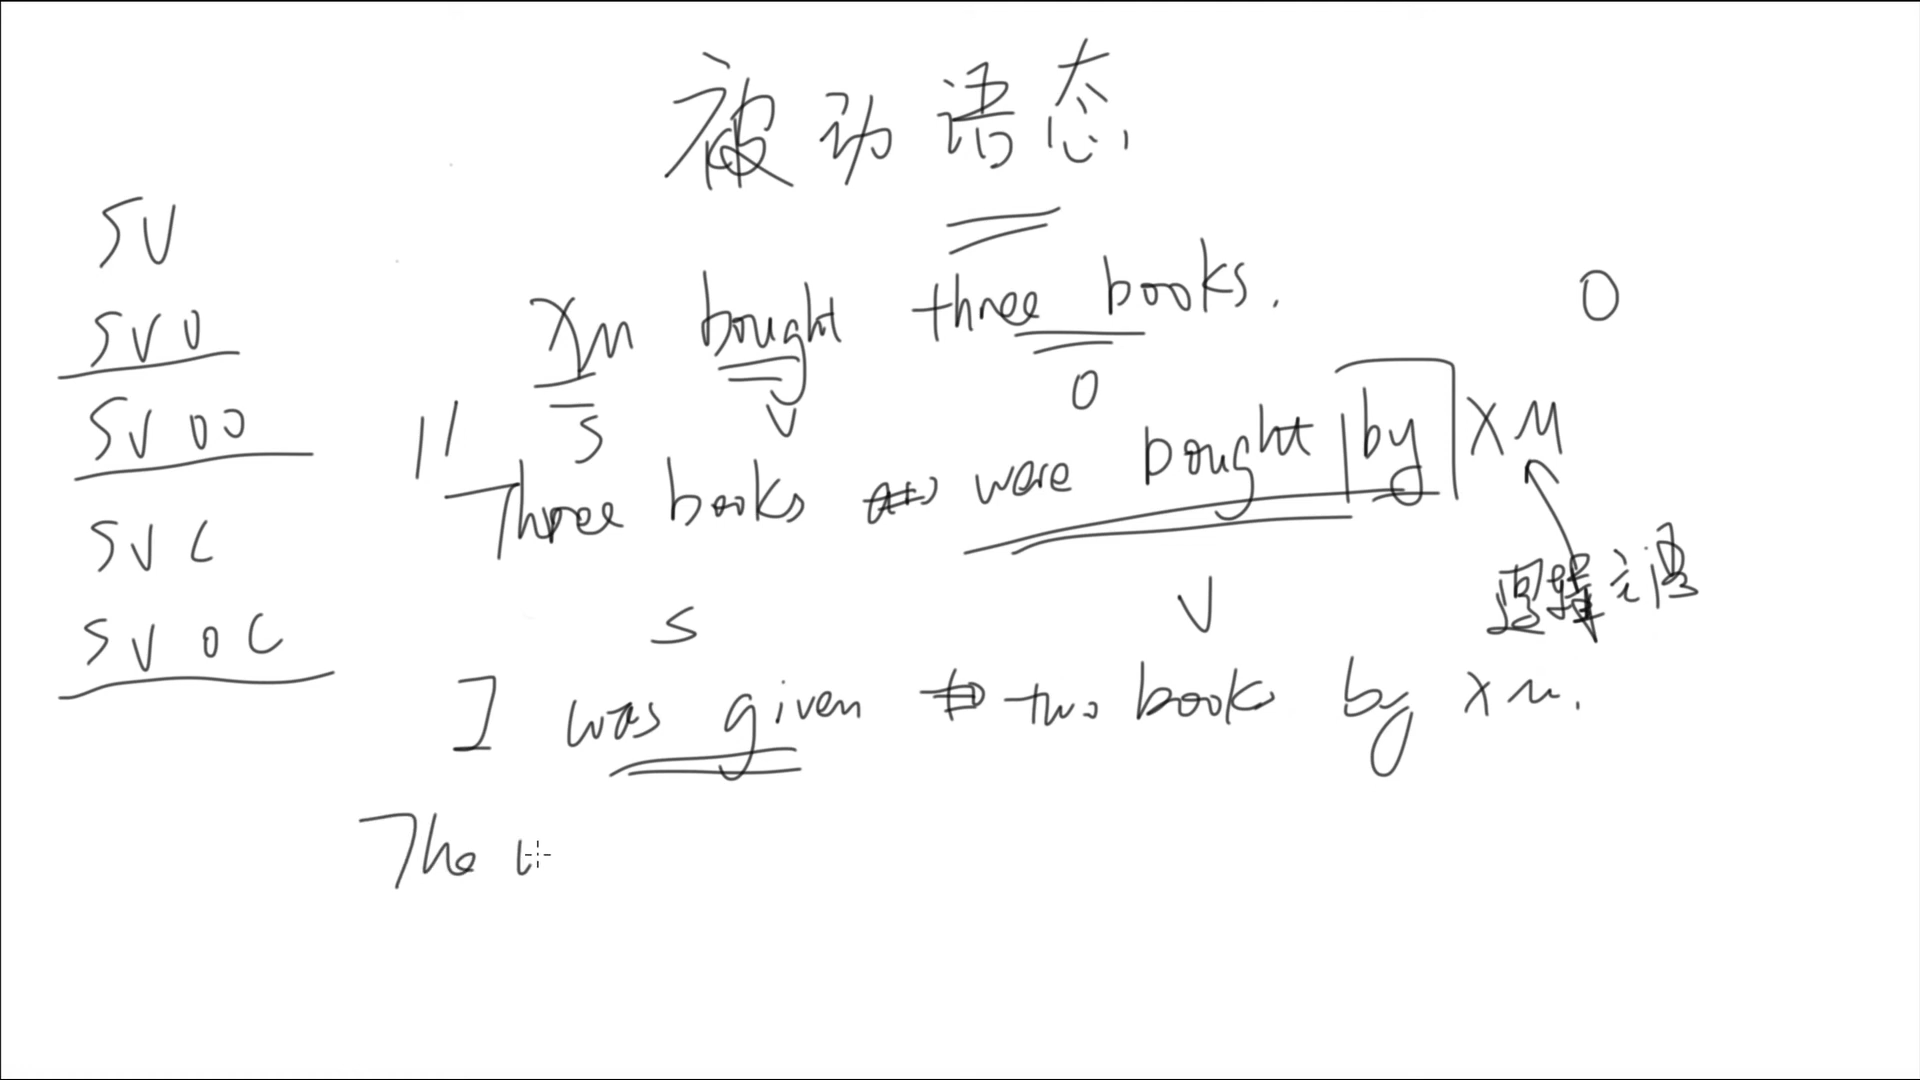 被动语态
SV
SVO
SVOO
SVC
SVOC
XM bought three books.
S V O
O
Three books were bought by XM
S V
逻辑主语
I was given two book by XM.
The